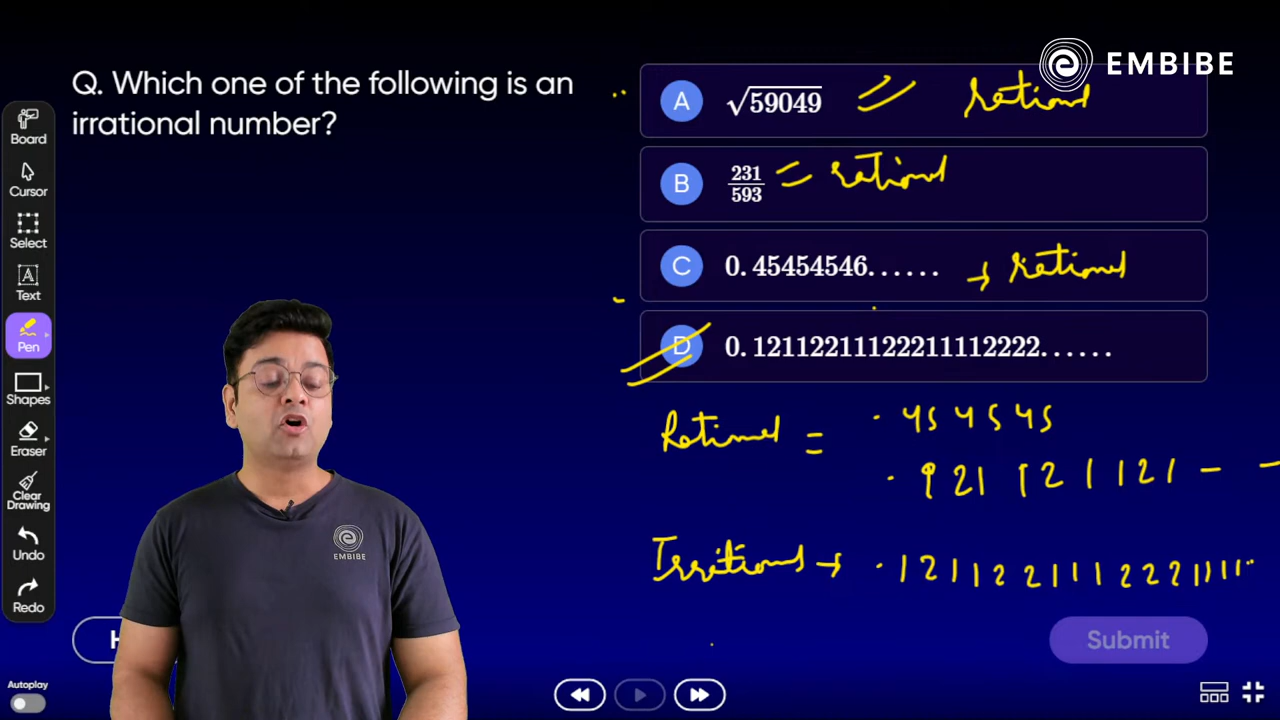 EMBIBE
Q. Which one of the following is an
irrational number?
A √59049 = rational
B 231/593 = rational
C 0.45454546...... → rational
D 0.12112211122211112222......
Board
Cursor
Select
Text
Pen
Shapes
Eraser
Clear
Drawing
Undo
Redo
Rational = .454545
.121121121 - -
Irrational → .1211221112221111..
EMBIBE
H
Submit
Autoplay